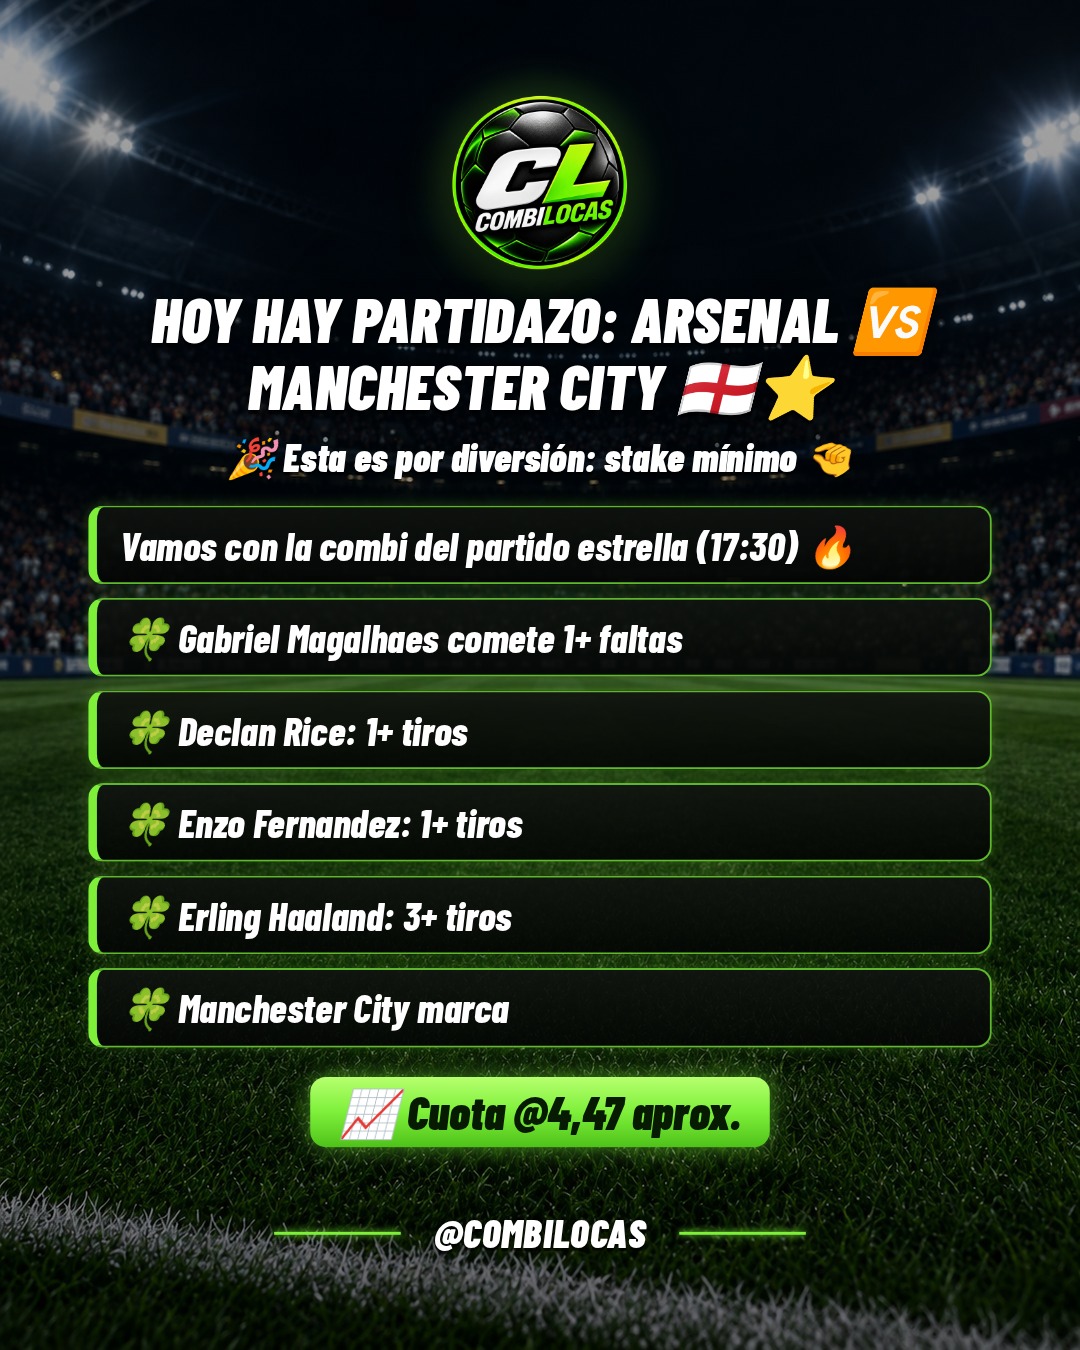 CL
COMBILOCAS
HOY HAY PARTIDAZO: ARSENAL 🆚
MANCHESTER CITY 🏴󠁧󠁢󠁥󠁮󠁧󠁿⭐
🎉 Esta es por diversión: stake mínimo 🤏
Vamos con la combi del partido estrella (17:30) 🔥
🍀 Gabriel Magalhaes comete 1+ faltas
🍀 Declan Rice: 1+ tiros
🍀 Enzo Fernandez: 1+ tiros
🍀 Erling Haaland: 3+ tiros
🍀 Manchester City marca
📈 Cuota @4,47 aprox.
@COMBILOCAS